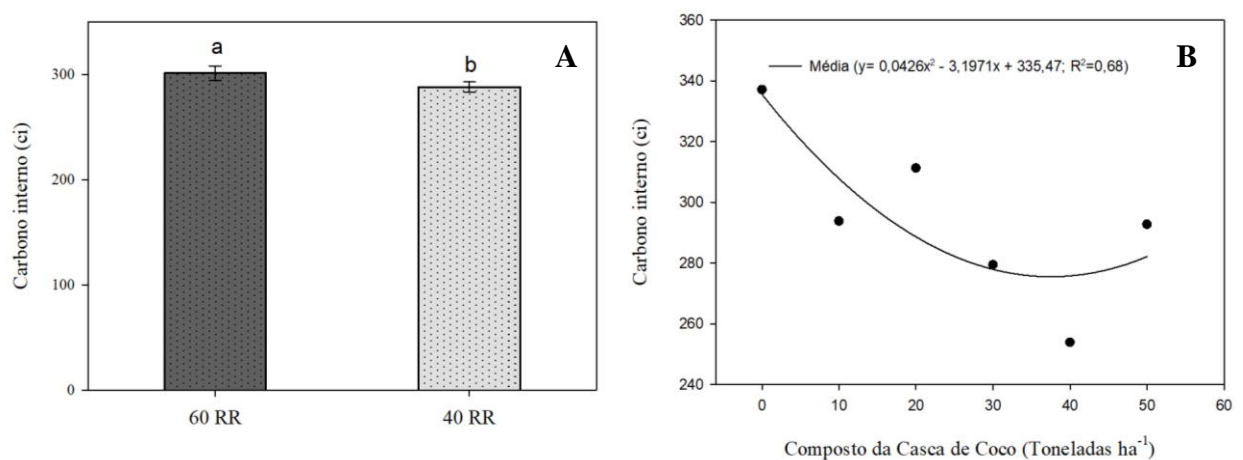 A
a
b
300
200
100
0
Carbono interno (ci)
60 RR
40 RR
B
Média (y= 0,0426x² - 3,1971x + 335,47; R²=0,68)
360
340
320
300
280
260
240
Carbono interno (ci)
0
10
20
30
40
50
60
Composto da Casca de Coco (Toneladas ha⁻¹)